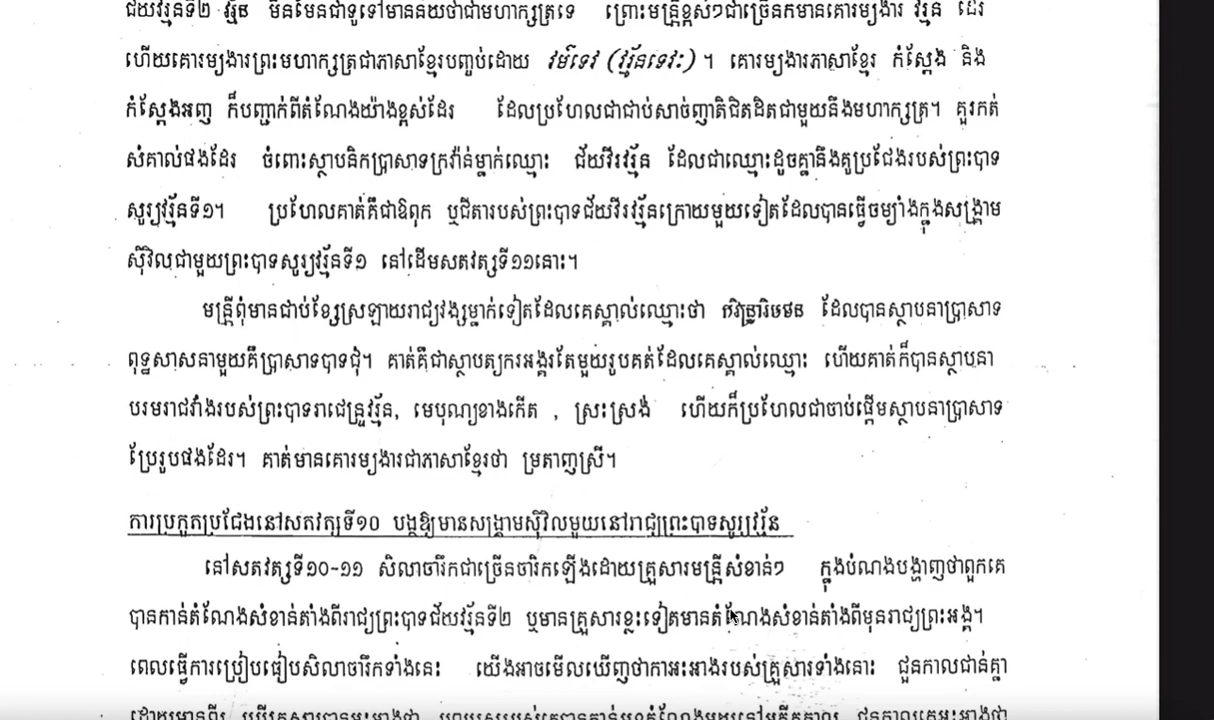 ជ័យវរ្ម័នទី២ វរ្ម័ន មិនមែនជាទូទៅមានន័យថាជាមហាក្សត្រទេ ព្រោះមន្ត្រីខ្ពស់ៗជាច្រើនក៏មានគោរម្យងារ វរ្ម័ន ដែរ
ហើយគោរម្យងារព្រះមហាក្សត្រជាភាសាខ្មែរបញ្ចប់ដោយ វម៌ទេវ (វរ្ម័នទេវៈ) ។ គោរម្យងារភាសាខ្មែរ កំស្តែង និង
កំស្តែងអញ ក៏បញ្ជាក់ពីតំណែងយ៉ាងខ្ពស់ដែរ ដែលប្រហែលជាជាប់សាច់ញាតិជិតដិតជាមួយនឹងមហាក្សត្រ។ គួរកត់
សំគាល់ផងដែរ ចំពោះស្ថាបនិកប្រាសាទក្រវ៉ាន់ម្នាក់ឈ្មោះ ជ័យវីរវរ្ម័ន ដែលជាឈ្មោះដូចគ្នានឹងគូប្រជែងរបស់ព្រះបាទ
សូរ្យវរ្ម័នទី១។ ប្រហែលគាត់គឺជាឱពុក ឬជីតារបស់ព្រះបាទជ័យវីរវរ្ម័នក្រោយមួយទៀតដែលបានធ្វើចម្បាំងក្នុងសង្គ្រាម
ស៊ីវិលជាមួយព្រះបាទសូរ្យវរ្ម័នទី១ នៅដើមសតវត្សទី១១នោះ។
មន្ត្រីពុំមានជាប់ខ្សែស្រឡាយរាជ្យវង្សម្នាក់ទៀតដែលគេស្គាល់ឈ្មោះថា កវិន្ទ្រារិមថន ដែលបានស្ថាបនាប្រាសាទ
ពុទ្ធសាសនាមួយគឺប្រាសាទបាទជុំ។ គាត់គឺជាស្ថាបត្យករអង្គរតែមួយរូបគត់ដែលគេស្គាល់ឈ្មោះ ហើយគាត់ក៏បានស្ថាបនា
បរមរាជវាំងរបស់ព្រះបាទរាជេន្ទ្រវរ្ម័ន, មេបុណ្យខាងកើត , ស្រះស្រង់ ហើយក៏ប្រហែលជាចាប់ផ្តើមស្ថាបនាប្រាសាទ
ប្រែរូបផងដែរ។ គាត់មានគោរម្យងារជាភាសាខ្មែរថា ម្រតាញស្រី។
ការប្រកួតប្រជែងនៅសតវត្សទី១០ បង្កឱ្យមានសង្គ្រាមស៊ីវិលមួយនៅរាជ្យព្រះបាទសូរ្យវរ្ម័ន
នៅសតវត្សទី១០-១១ សិលាចារឹកជាច្រើនចារិកឡើងដោយគ្រួសារមន្ត្រីសំខាន់ៗ ក្នុងបំណងបង្ហាញថាពួកគេ
បានកាន់តំណែងសំខាន់តាំងពីរាជ្យព្រះបាទជ័យវរ្ម័នទី២ ឬមានគ្រួសារខ្លះទៀតមានតំណែងសំខាន់តាំងពីមុនរាជ្យព្រះអង្គ។
ពេលធ្វើការប្រៀបធៀបសិលាចារឹកទាំងនេះ យើងអាចមើលឃើញថាការអះអាងរបស់គ្រួសារទាំងនោះ ជួនកាលជាន់គ្នា